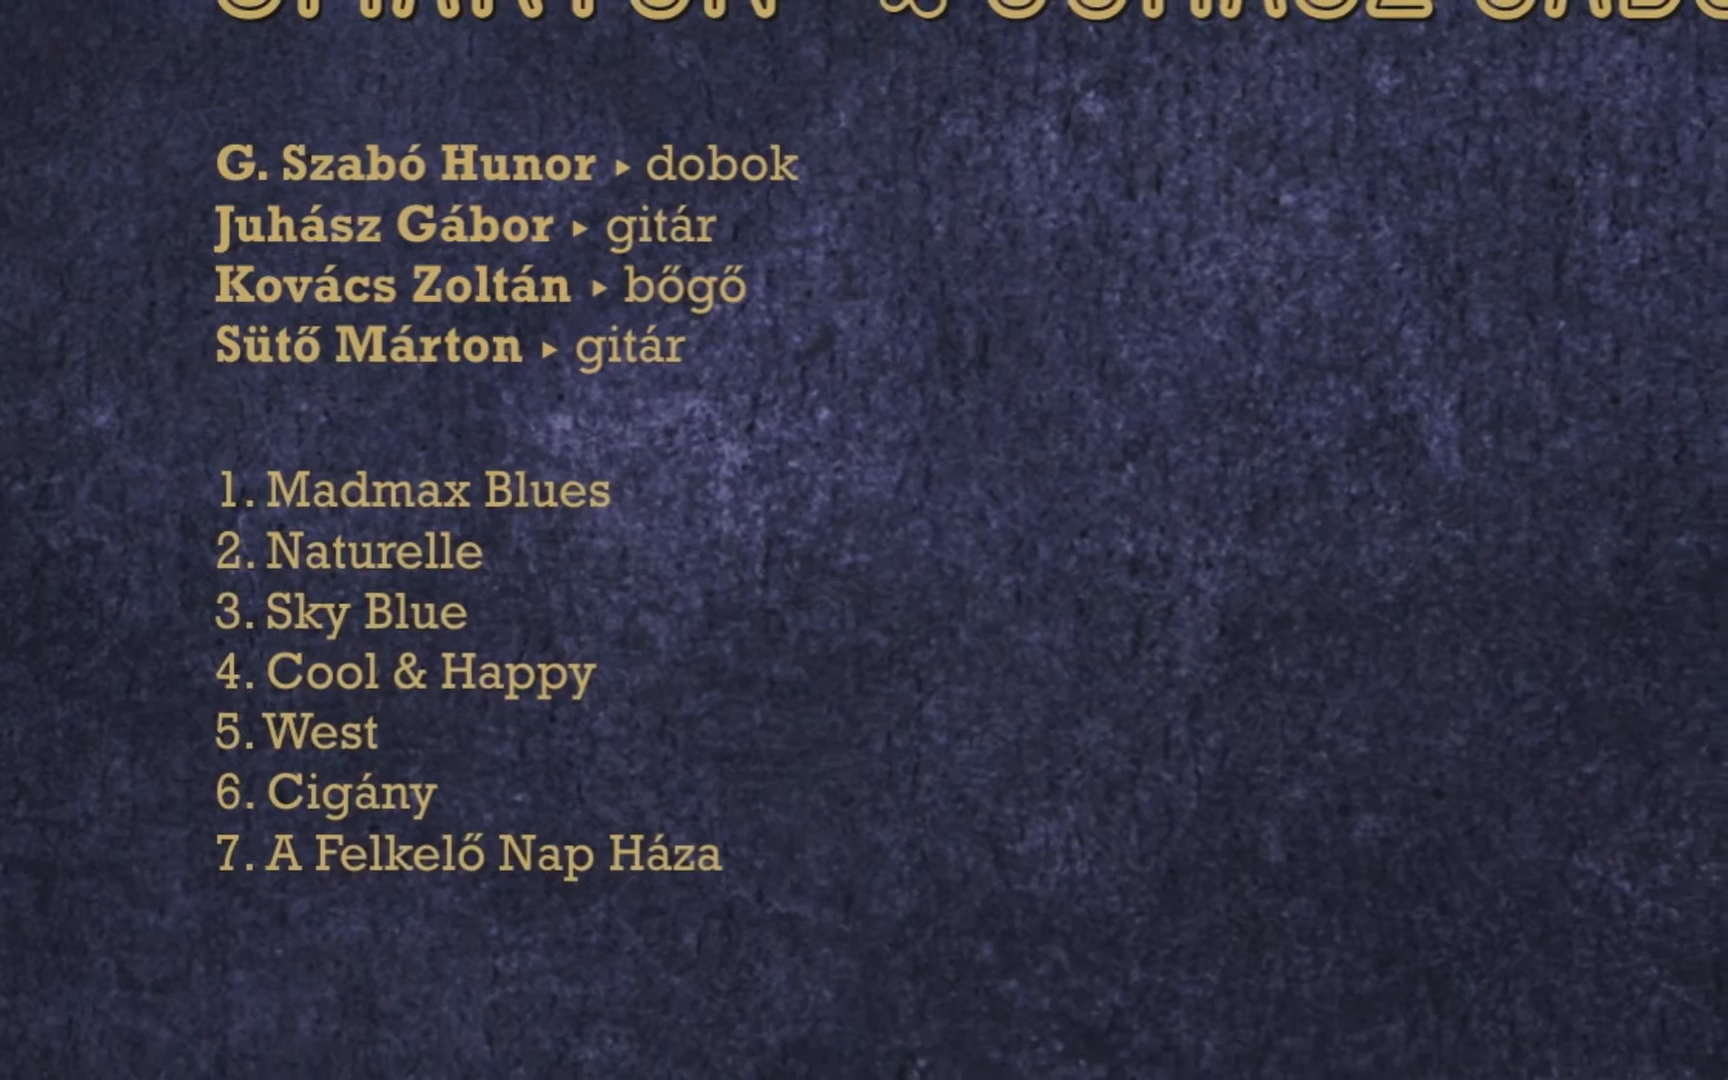 G. Szabó Hunor ▸ dobok
Juhász Gábor ▸ gitár
Kovács Zoltán ▸ bőgő
Sütő Márton ▸ gitár
1. Madmax Blues
2. Naturelle
3. Sky Blue
4. Cool & Happy
5. West
6. Cigány
7. A Felkelő Nap Háza